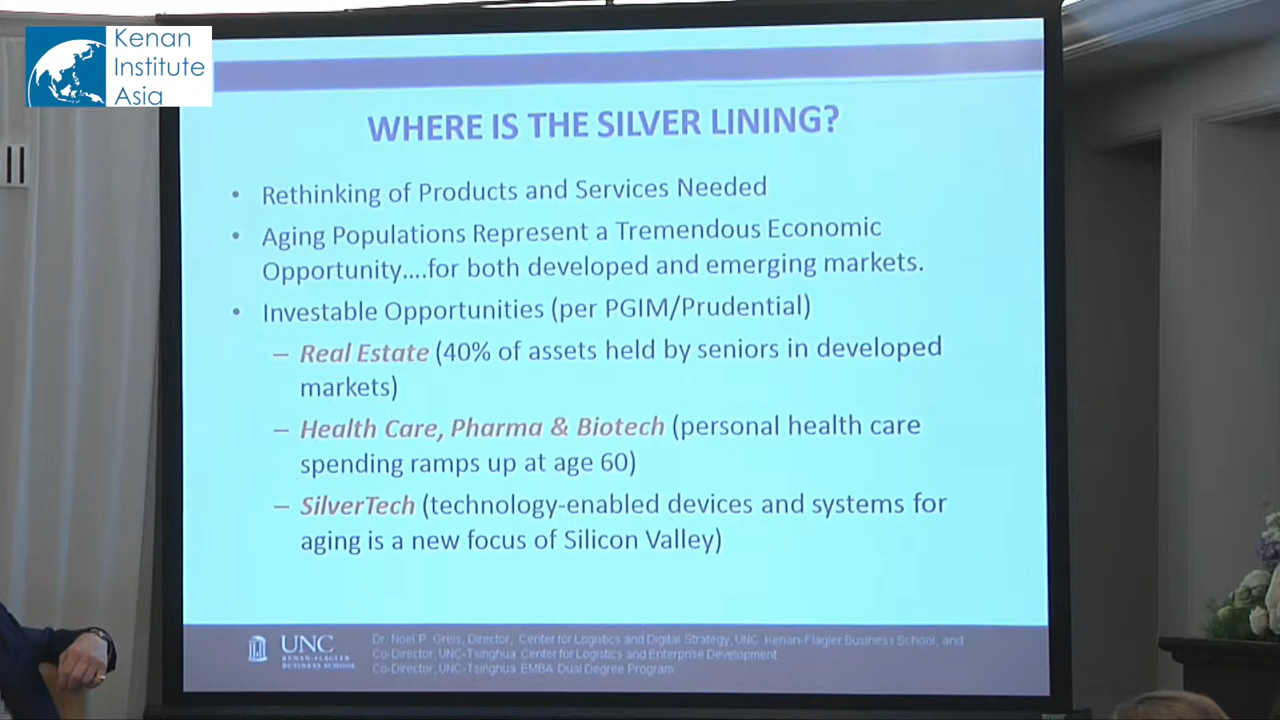 Kenan
Institute
Asia
WHERE IS THE SILVER LINING?
• Rethinking of Products and Services Needed
• Aging Populations Represent a Tremendous Economic
Opportunity....for both developed and emerging markets.
• Investable Opportunities (per PGIM/Prudential)
– Real Estate (40% of assets held by seniors in developed
markets)
– Health Care, Pharma & Biotech (personal health care
spending ramps up at age 60)
– SilverTech (technology-enabled devices and systems for
aging is a new focus of Silicon Valley)
UNC
KENAN-FLAGLER
BUSINESS SCHOOL
Dr. Noel P. Greis, Director, Center for Logistics and Digital Strategy, UNC Kenan-Flagler Business School, and
Co-Director, UNC-Tsinghua Center for Logistics and Enterprise Development
Co-Director, UNC-Tsinghua EMBA Dual Degree Program